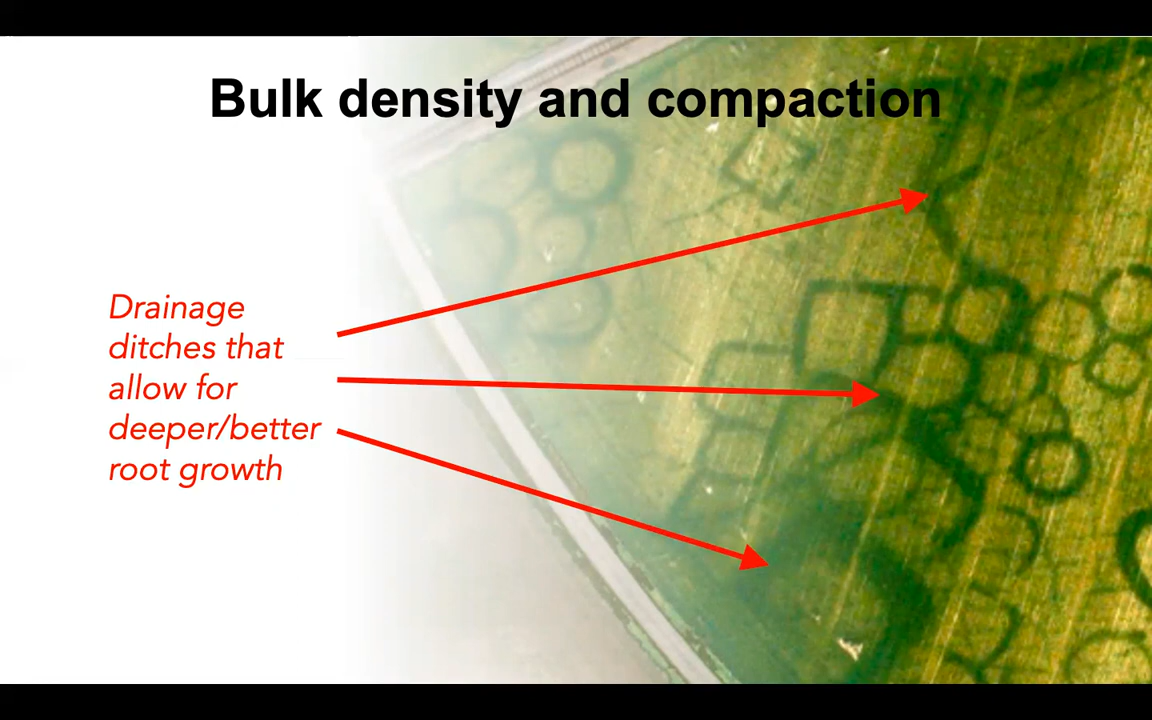 Bulk density and compaction
Drainage
ditches that
allow for
deeper/better
root growth